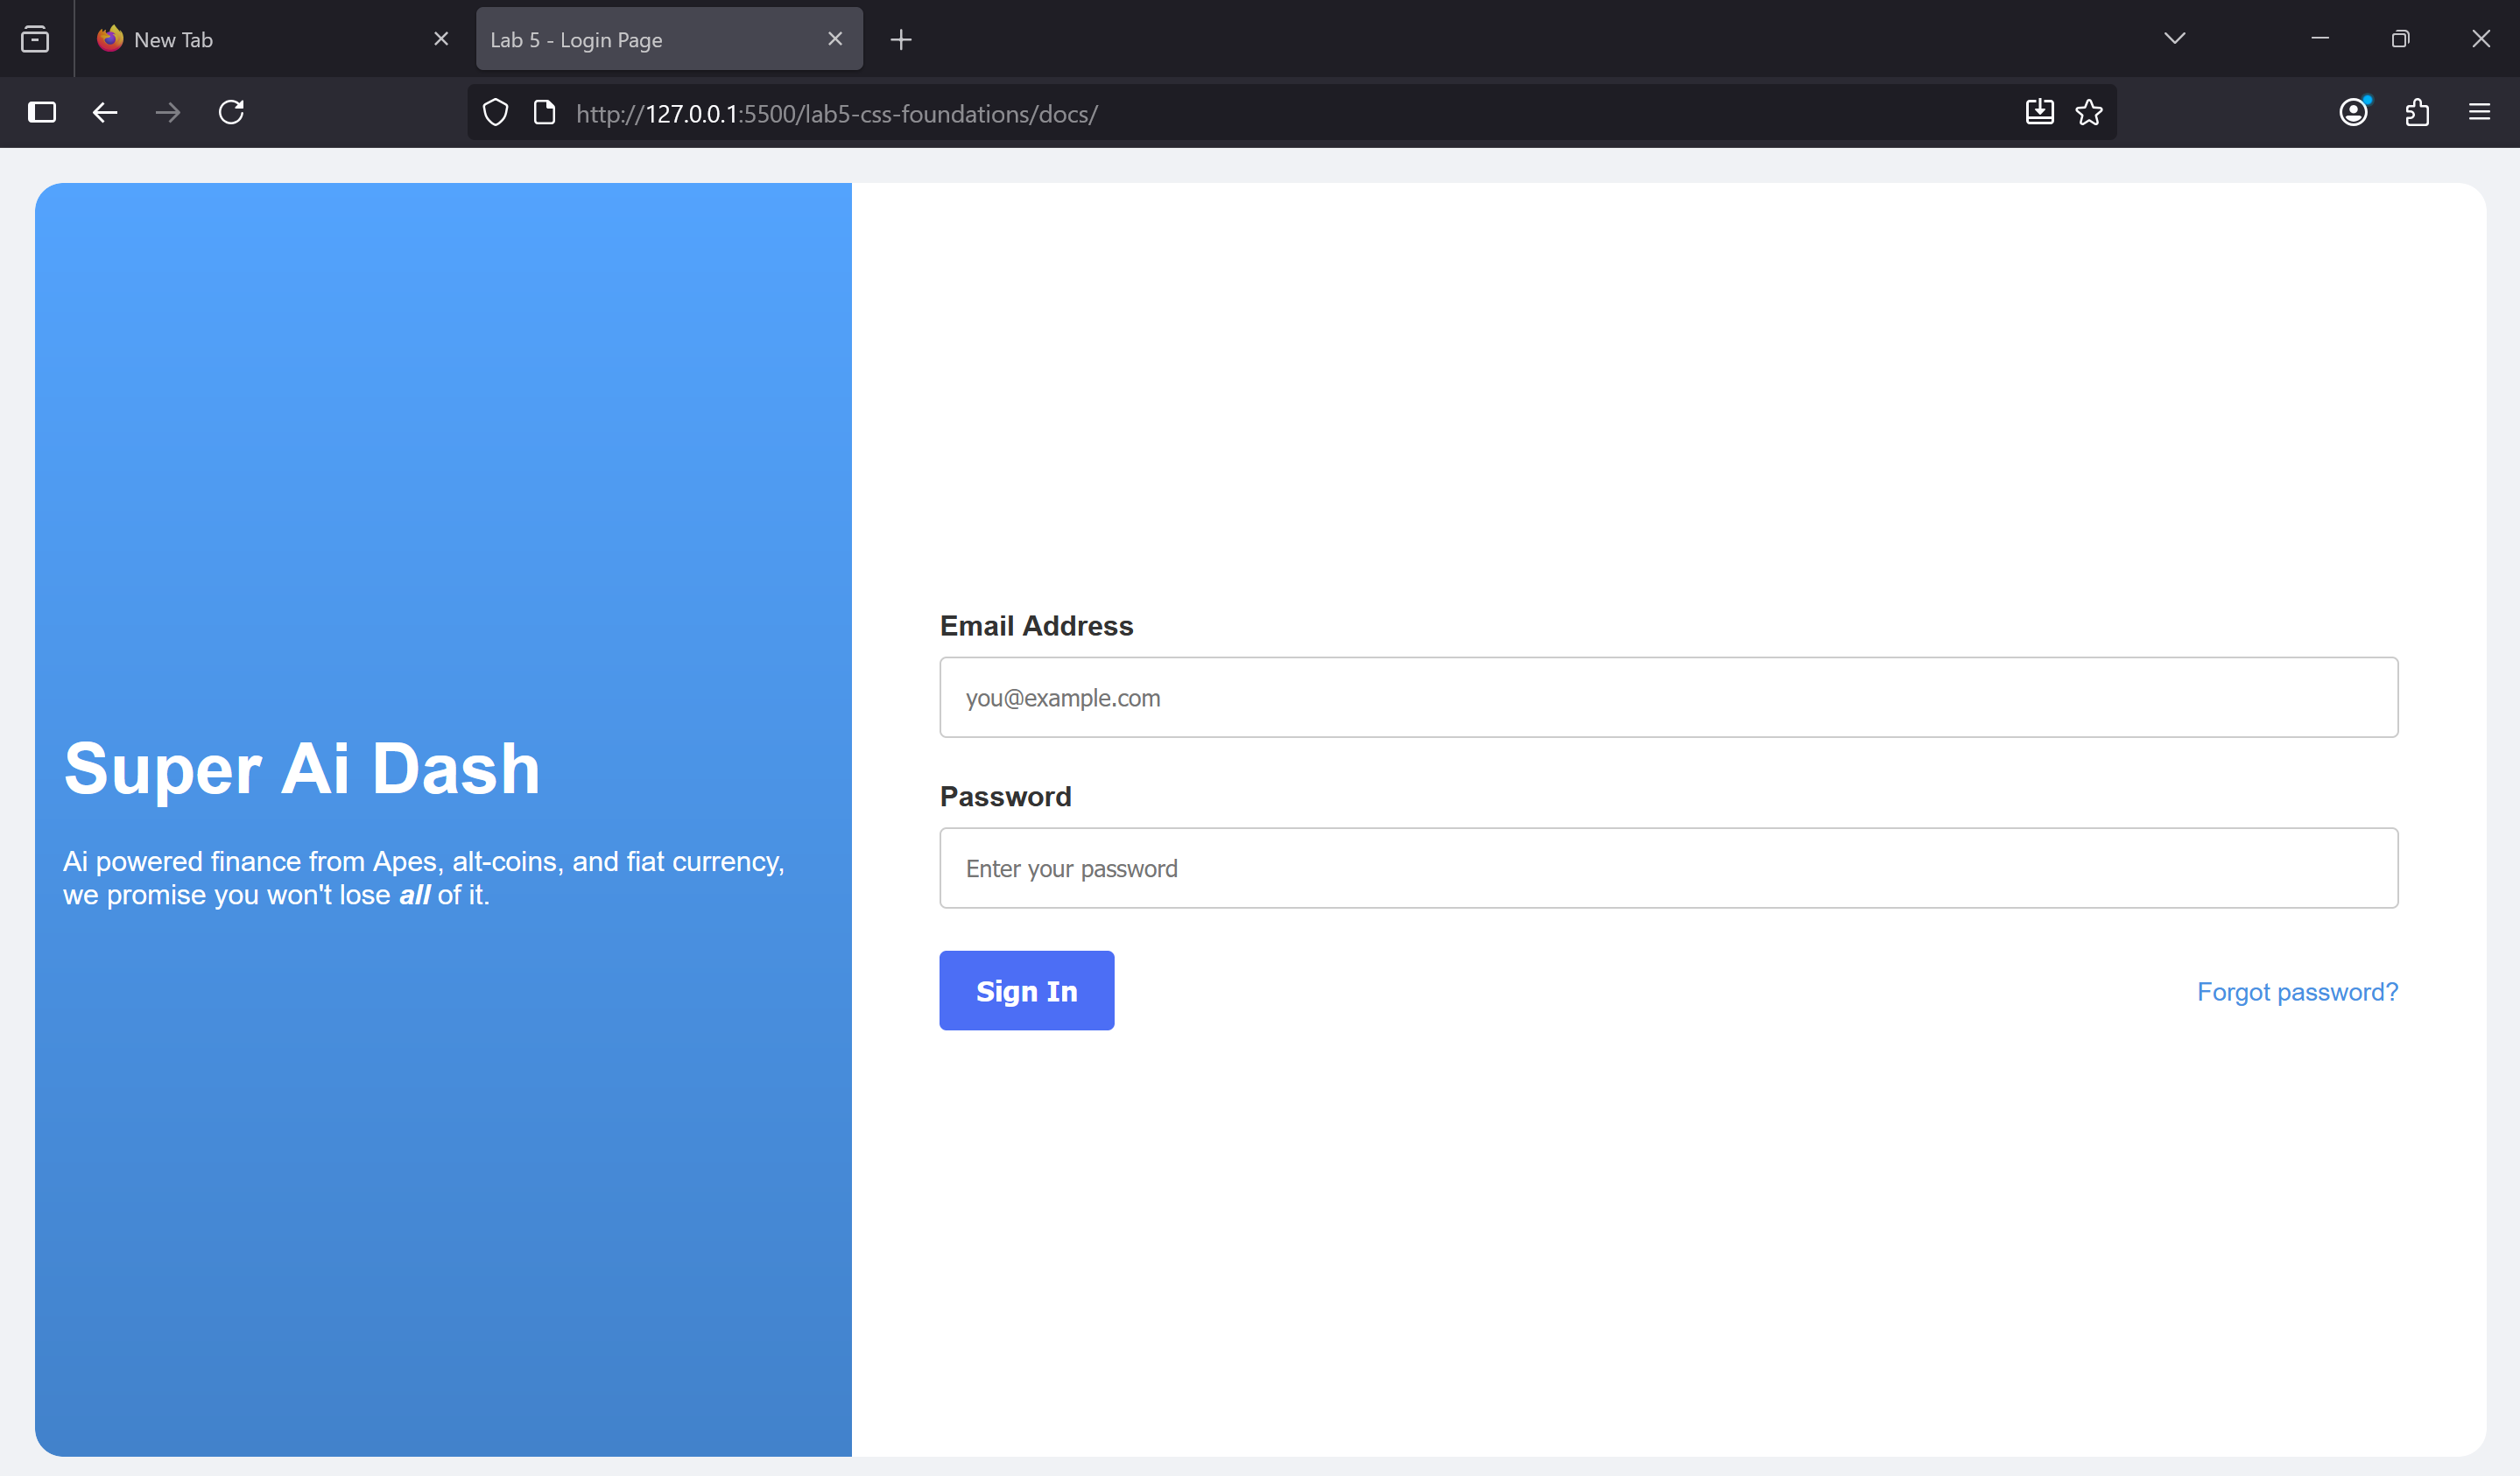 New Tab
Lab 5 - Login Page
http://127.0.0.1:5500/lab5-css-foundations/docs/
Super Ai Dash
Ai powered finance from Apes, alt-coins, and fiat currency,
we promise you won't lose all of it.
Email Address
you@example.com
Password
Enter your password
Sign In
Forgot password?